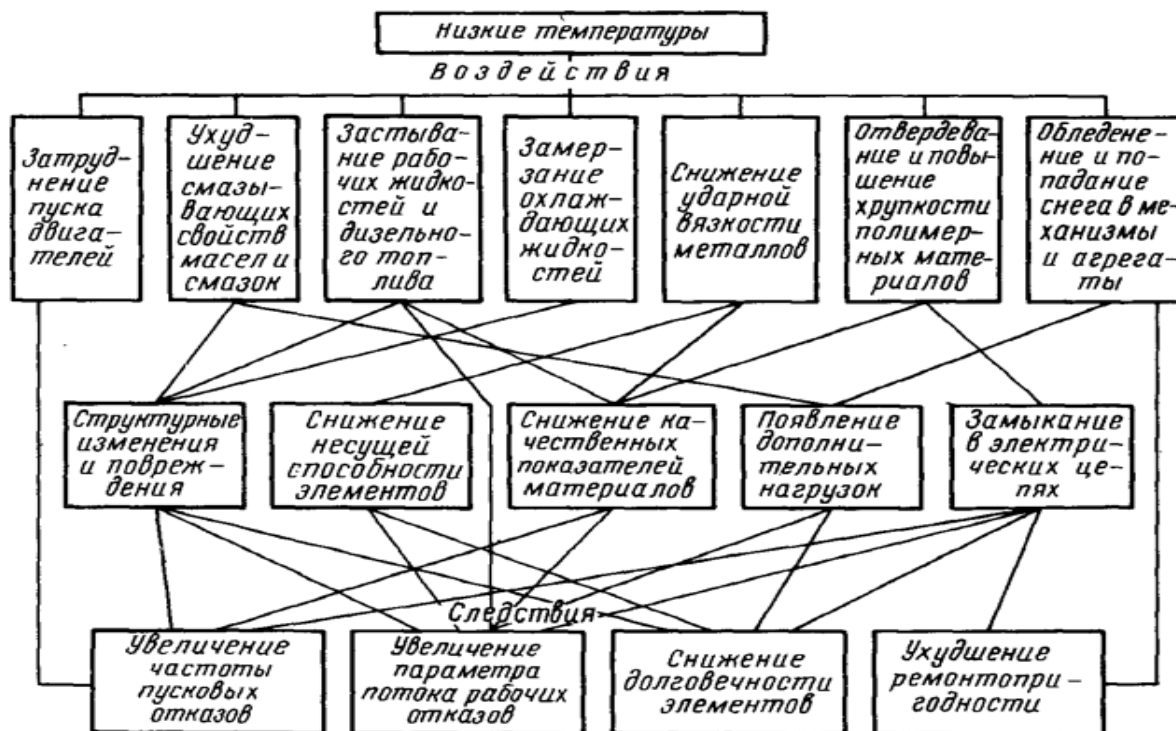 Низкие температуры
Воздействия
Затруд-
нение
пуска
двига-
телей
Ухуд-
шение
смазы-
вающих
свойств
масел и
смазок
Застыва-
ние рабо-
чих жидко-
стей и
дизельно-
го топ-
лива
Замер-
зание
охлаж-
дающих
жидко-
стей
Снижение
ударной
вязкости
металлов
Отвердева-
ние и повы-
шение
хрупкости
полимер-
ных мате-
риалов
Обледене-
ние и по-
падание
снега в ме-
ханизмы
и агрега-
ты
Структурные
изменения
и повреж-
дения
Снижение
несущей
способности
элементов
Снижение ка-
чественных
показателей
материалов
Появление
дополни-
тельных
нагрузок
Замыкание
в электри-
ческих це-
пях
Следствия
Увеличение
частоты
пусковых
отказов
Увеличение
параметра
потока рабочих
отказов
Снижение
долговечности
элементов
Ухудшение
ремонтопри-
годности